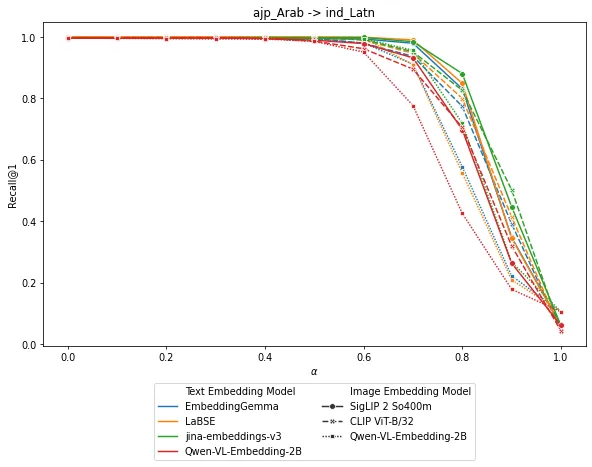 ajp_Arab -> ind_Latn
Recall@1
1.0
0.8
0.6
0.4
0.2
0.0
0.0 0.2 0.4 0.6 0.8 1.0
α
Text Embedding Model
EmbeddingGemma
LaBSE
jina-embeddings-v3
Qwen-VL-Embedding-2B
Image Embedding Model
SigLIP 2 So400m
CLIP ViT-B/32
Qwen-VL-Embedding-2B